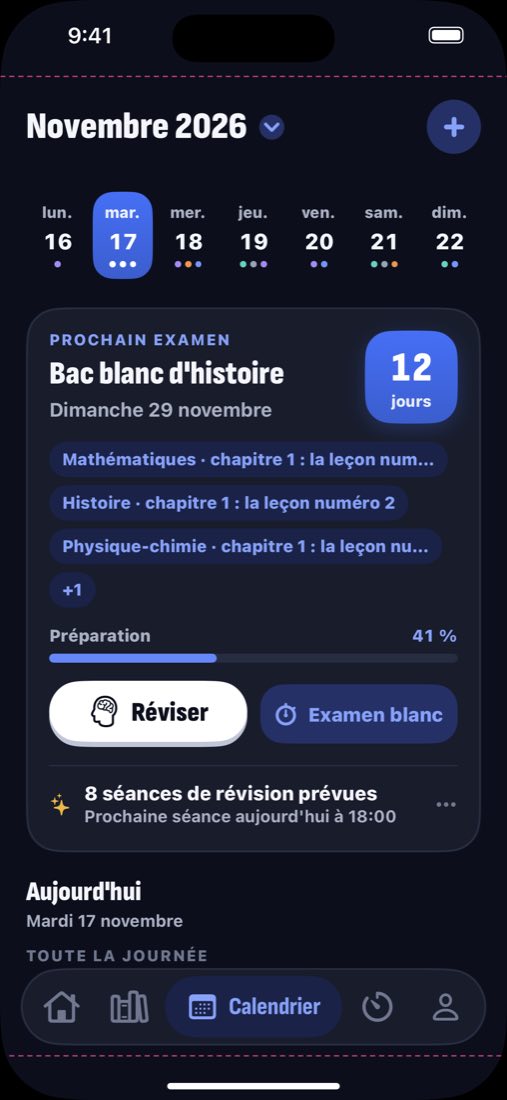 9:41
Novembre 2026
lun. mar. mer. jeu. ven. sam. dim.
16 17 18 19 20 21 22
PROCHAIN EXAMEN
Bac blanc d'histoire
Dimanche 29 novembre
12
jours
Mathématiques · chapitre 1 : la leçon num...
Histoire · chapitre 1 : la leçon numéro 2
Physique-chimie · chapitre 1 : la leçon nu...
+1
Préparation 41 %
Réviser
Examen blanc
8 séances de révision prévues
Prochaine séance aujourd'hui à 18:00
Aujourd'hui
Mardi 17 novembre
TOUTE LA JOURNÉE
Calendrier